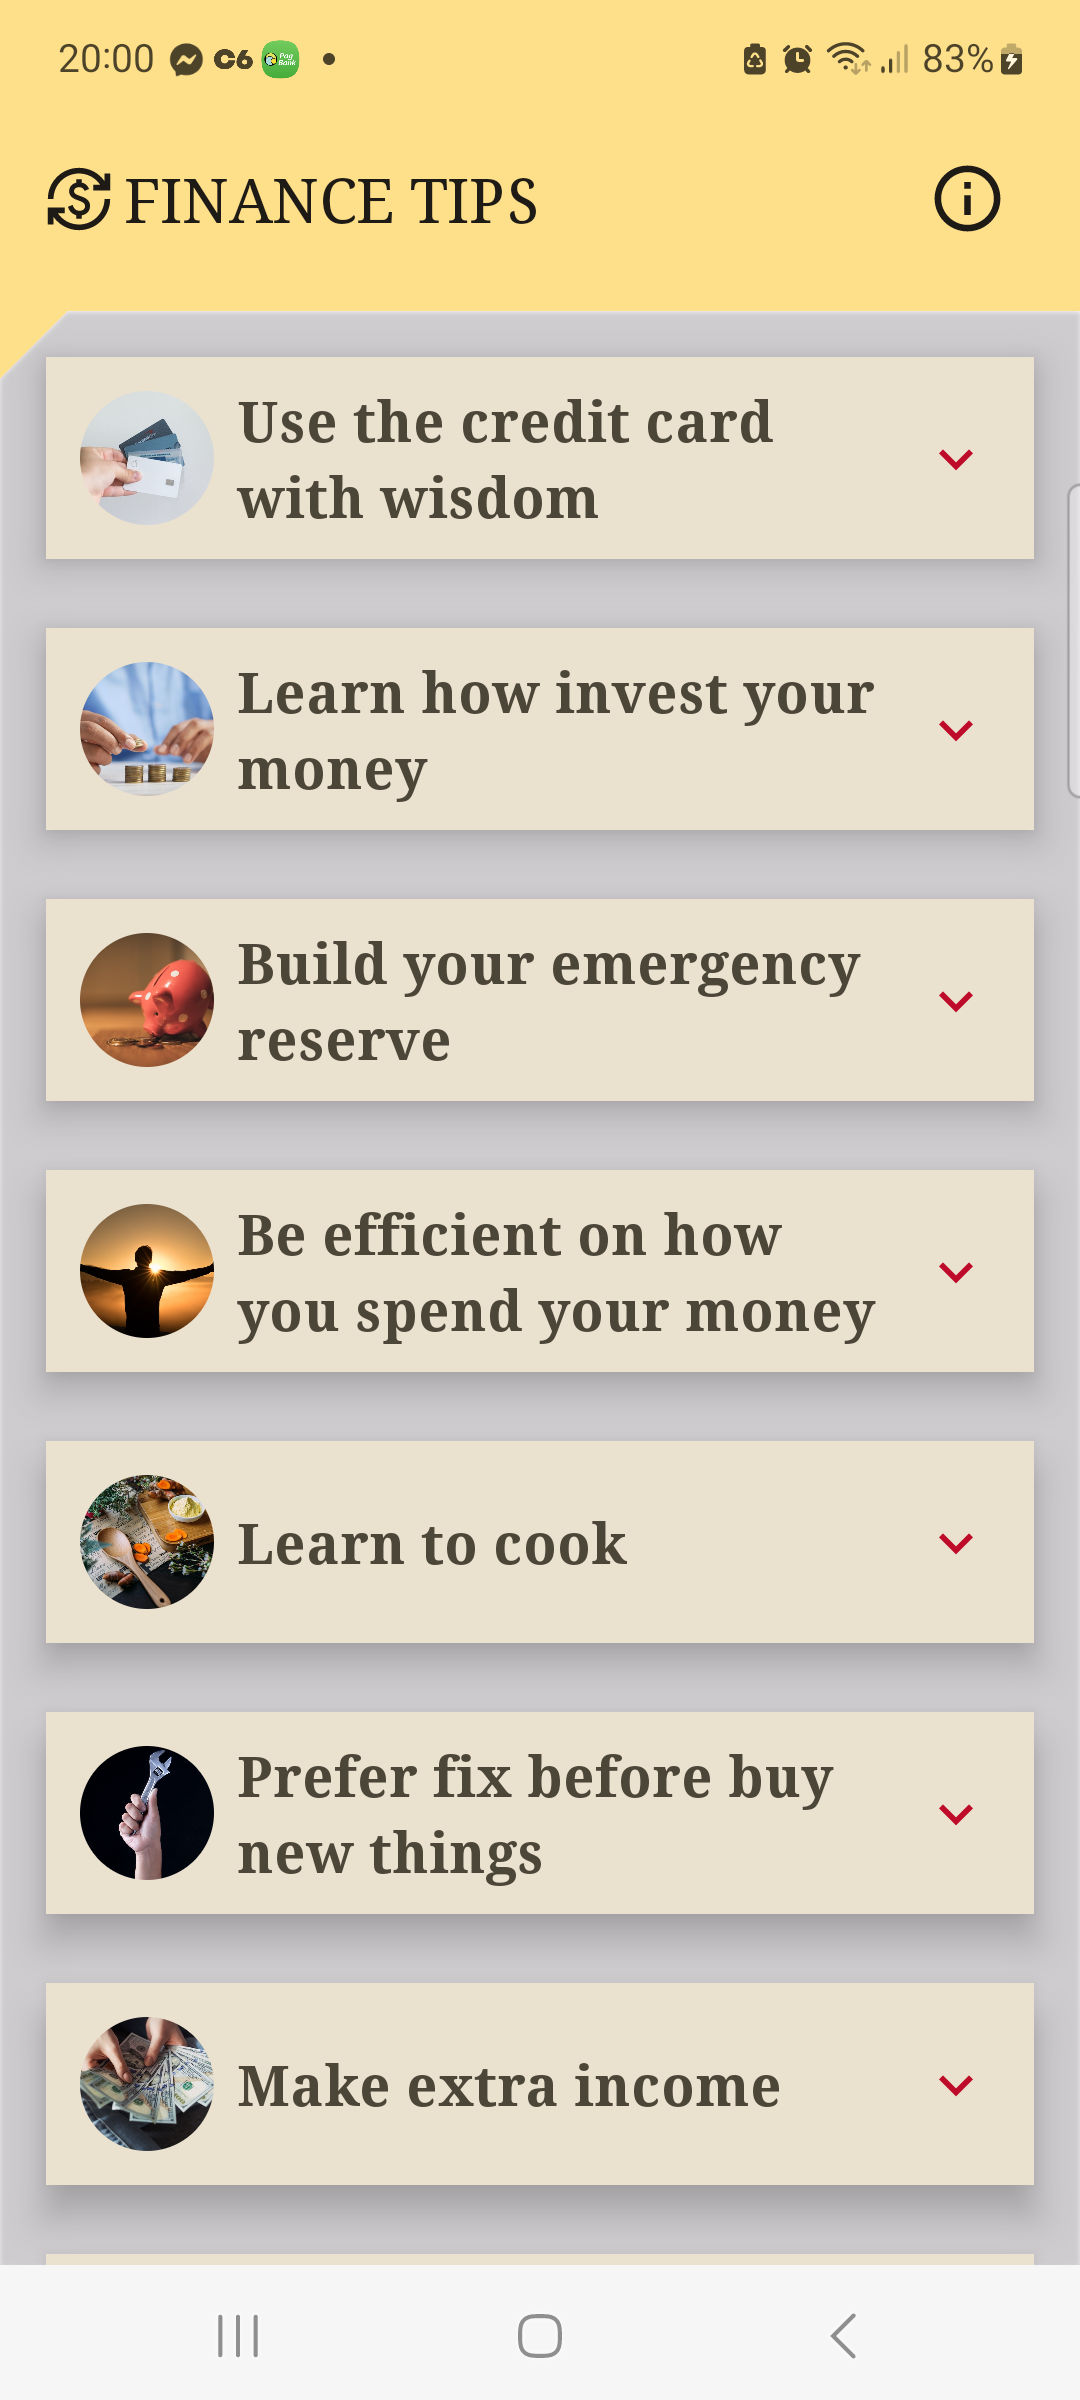 20:00 C6 Pag Bank 83%
FINANCE TIPS
Use the credit card
with wisdom
Learn how invest your
money
Build your emergency
reserve
Be efficient on how
you spend your money
Learn to cook
Prefer fix before buy
new things
Make extra income